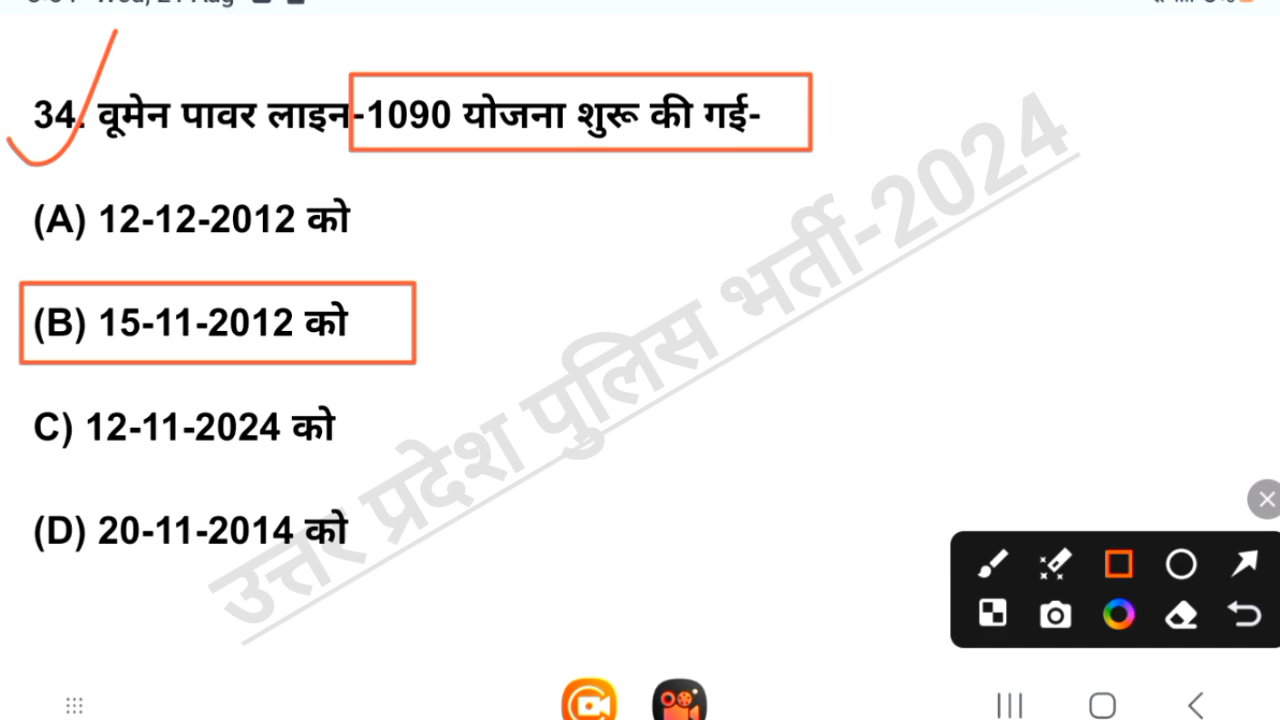 34. वूमेन पावर लाइन-1090 योजना शुरू की गई-
(A) 12-12-2012 को
(B) 15-11-2012 को
C) 12-11-2024 को
(D) 20-11-2014 को
उत्तर प्रदेश पुलिस भर्ती-2024